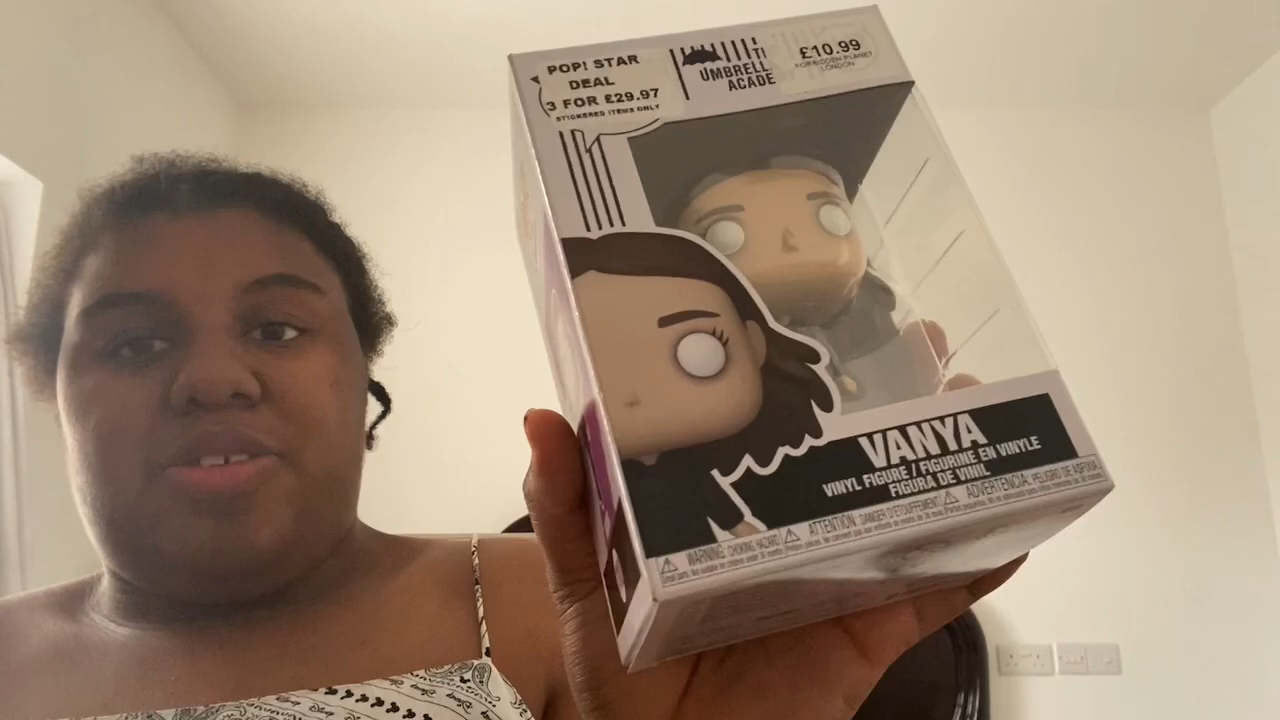 POP! STAR
DEAL
3 FOR £29.97
STICKERED ITEMS ONLY
UMBRELL
ACADE
£10.99
FORBIDDEN PLANET
LONDON
VANYA
VINYL FIGURE / FIGURINE EN VINYLE
FIGURA DE VINIL
WARNING: CHOKING HAZARD
ATTENTION: DANGER D'ÉTOUFFEMENT
ADVERTENCIA: PELIGRO DE ASFIXIA